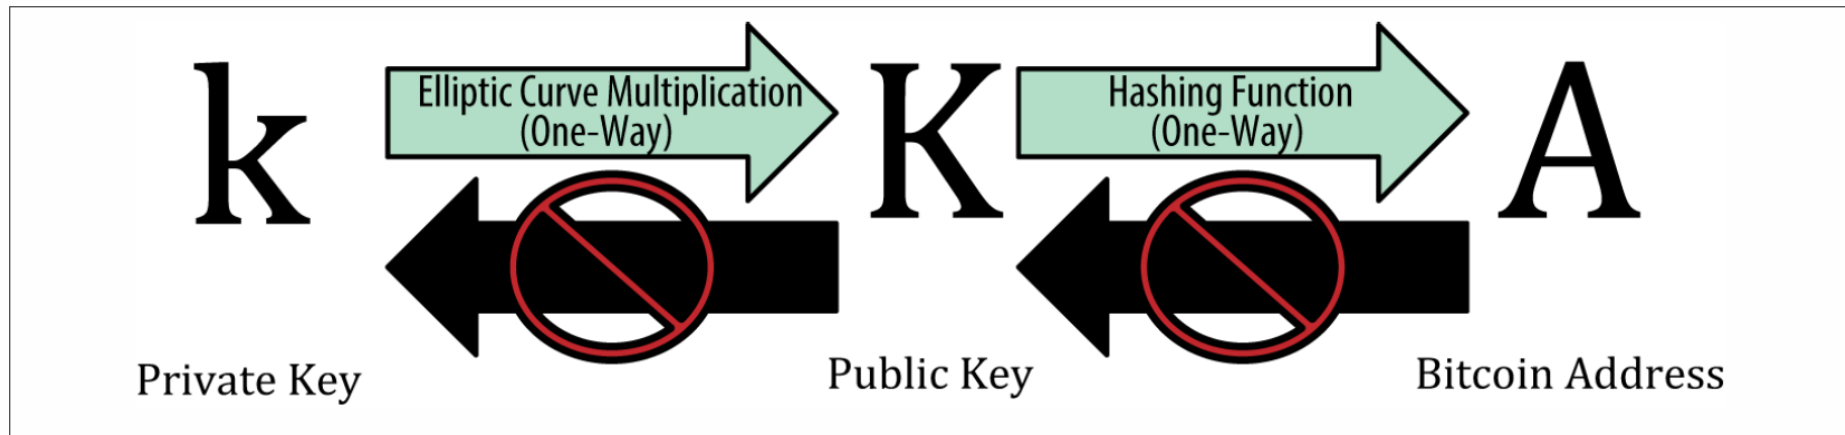 k
Elliptic Curve Multiplication
(One-Way)
K
Hashing Function
(One-Way)
A
Private Key
Public Key
Bitcoin Address